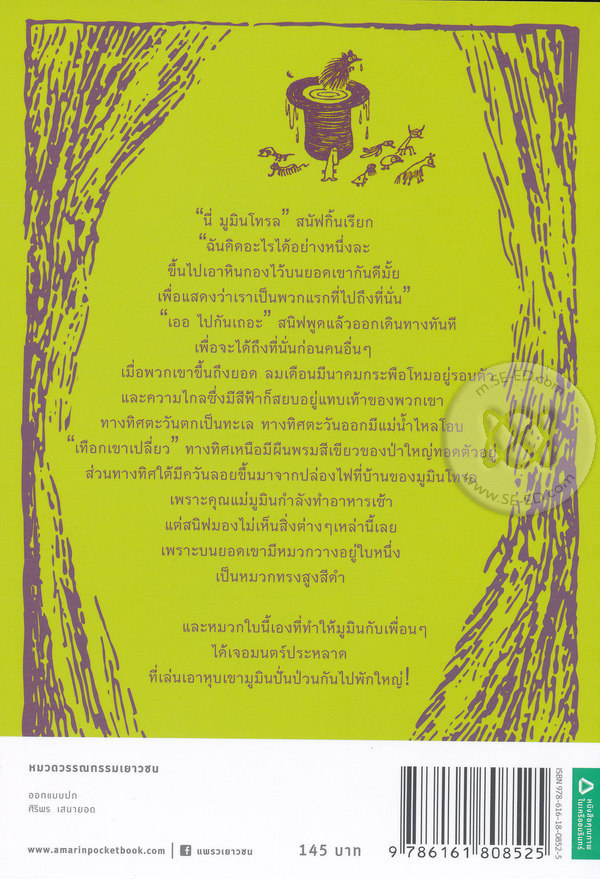 “นี่ มูมินโทรล” สนัฟกิ้นเรียก
“ฉันคิดอะไรได้อย่างหนึ่งละ
ขึ้นไปเอาหินกองไว้บนยอดเขากันดีมั้ย
เพื่อแสดงว่าเราเป็นพวกแรกที่ไปถึงที่นั่น”
“เออ ไปกันเถอะ” สนิฟพูดแล้วออกเดินทางทันที
เพื่อจะได้ถึงที่นั่นก่อนคนอื่นๆ
เมื่อพวกเขาขึ้นถึงยอด ลมเดือนมีนาคมกระพือโหมอยู่รอบตัว
และความไกลซึ่งมีสีฟ้าก็สยบอยู่แทบเท้าของพวกเขา
ทางทิศตะวันตกเป็นทะเล ทางทิศตะวันออกมีแม่น้ำไหลโอบ
“เทือกเขาเปลี่ยว” ทางทิศเหนือมีผืนพรมสีเขียวของป่าใหญ่ทอดตัวอยู่
ส่วนทางทิศใต้มีควันลอยขึ้นมาจากปล่องไฟที่บ้านของมูมินโทรล
เพราะคุณแม่มูมินกำลังทำอาหารเช้า
แต่สนิฟมองไม่เห็นสิ่งต่างๆเหล่านี้เลย
เพราะบนยอดเขามีหมวกวางอยู่ใบหนึ่ง
เป็นหมวกทรงสูงสีดำ
และหมวกใบนี้เองที่ทำให้มูมินกับเพื่อนๆ
ได้เจอมนตร์ประหลาด
ที่เล่นเอาหุบเขามูมินปั่นป่วนกันไปพักใหญ่!
m.SE-ED.com
www.SE-ED.com
หมวดวรรณกรรมเยาวชน
ออกแบบปก
ศิริพร เสนายอด
www.amarinpocketbook.com
แพรวเยาวชน
145 บาท
ISBN 978-616-18-0852-5
9 786161 808525
หนังสือคุณภาพ
ในเครืออมรินทร์